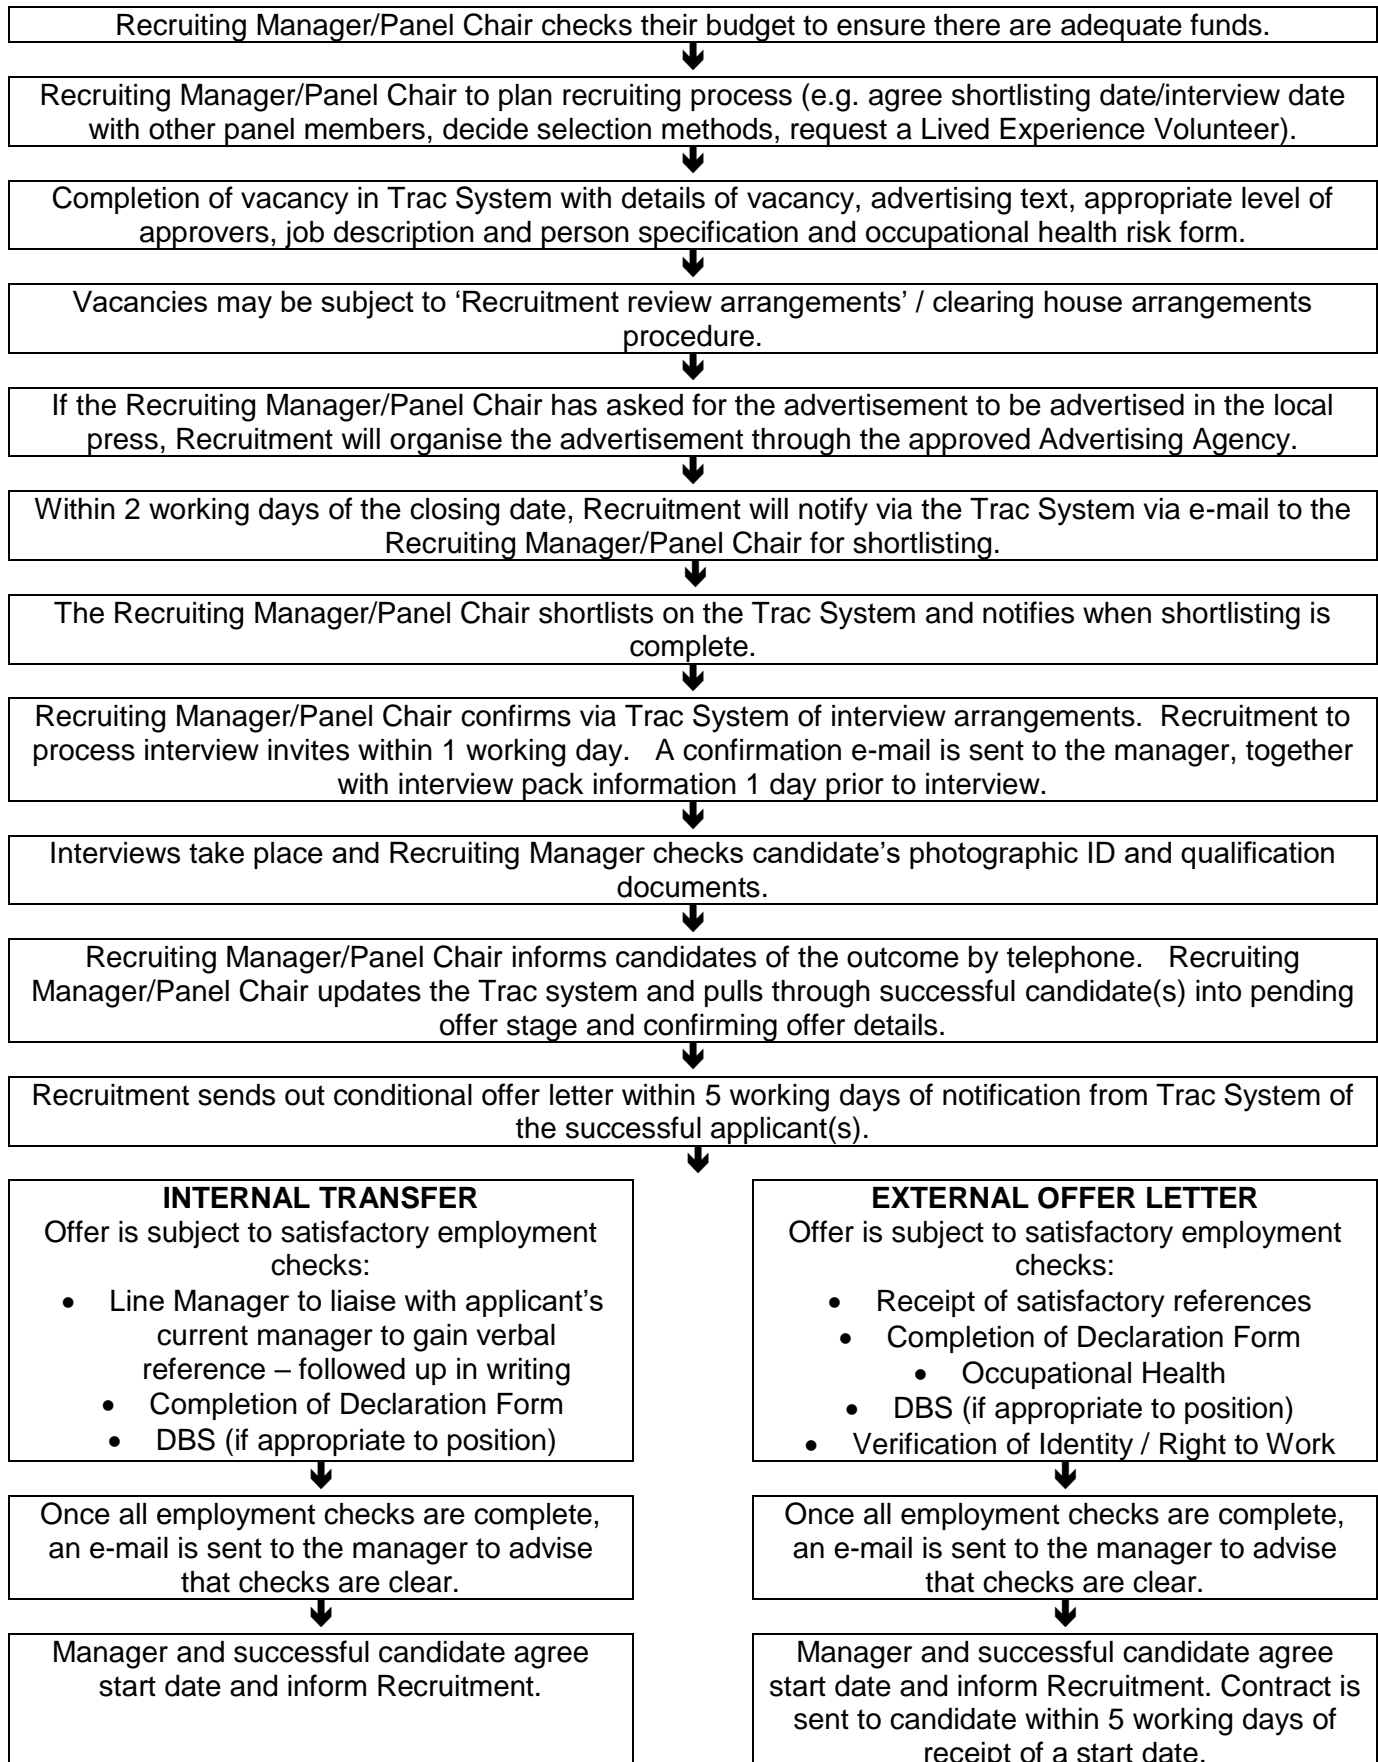 Recruiting Manager/Panel Chair checks their budget to ensure there are adequate funds.
Recruiting Manager/Panel Chair to plan recruiting process (e.g. agree shortlisting date/interview date
with other panel members, decide selection methods, request a Lived Experience Volunteer).
Completion of vacancy in Trac System with details of vacancy, advertising text, appropriate level of
approvers, job description and person specification and occupational health risk form.
Vacancies may be subject to ‘Recruitment review arrangements’ / clearing house arrangements
procedure.
If the Recruiting Manager/Panel Chair has asked for the advertisement to be advertised in the local
press, Recruitment will organise the advertisement through the approved Advertising Agency.
Within 2 working days of the closing date, Recruitment will notify via the Trac System via e-mail to the
Recruiting Manager/Panel Chair for shortlisting.
The Recruiting Manager/Panel Chair shortlists on the Trac System and notifies when shortlisting is
complete.
Recruiting Manager/Panel Chair confirms via Trac System of interview arrangements. Recruitment to
process interview invites within 1 working day. A confirmation e-mail is sent to the manager, together
with interview pack information 1 day prior to interview.
Interviews take place and Recruiting Manager checks candidate’s photographic ID and qualification
documents.
Recruiting Manager/Panel Chair informs candidates of the outcome by telephone. Recruiting
Manager/Panel Chair updates the Trac system and pulls through successful candidate(s) into pending
offer stage and confirming offer details.
Recruitment sends out conditional offer letter within 5 working days of notification from Trac System of
the successful applicant(s).
INTERNAL TRANSFER
Offer is subject to satisfactory employment
checks:
• Line Manager to liaise with applicant’s
current manager to gain verbal
reference – followed up in writing
• Completion of Declaration Form
• DBS (if appropriate to position)
Once all employment checks are complete,
an e-mail is sent to the manager to advise
that checks are clear.
Manager and successful candidate agree
start date and inform Recruitment.
EXTERNAL OFFER LETTER
Offer is subject to satisfactory employment
checks:
• Receipt of satisfactory references
• Completion of Declaration Form
• Occupational Health
• DBS (if appropriate to position)
• Verification of Identity / Right to Work
Once all employment checks are complete,
an e-mail is sent to the manager to advise
that checks are clear.
Manager and successful candidate agree
start date and inform Recruitment. Contract is
sent to candidate within 5 working days of
receipt of a start date.